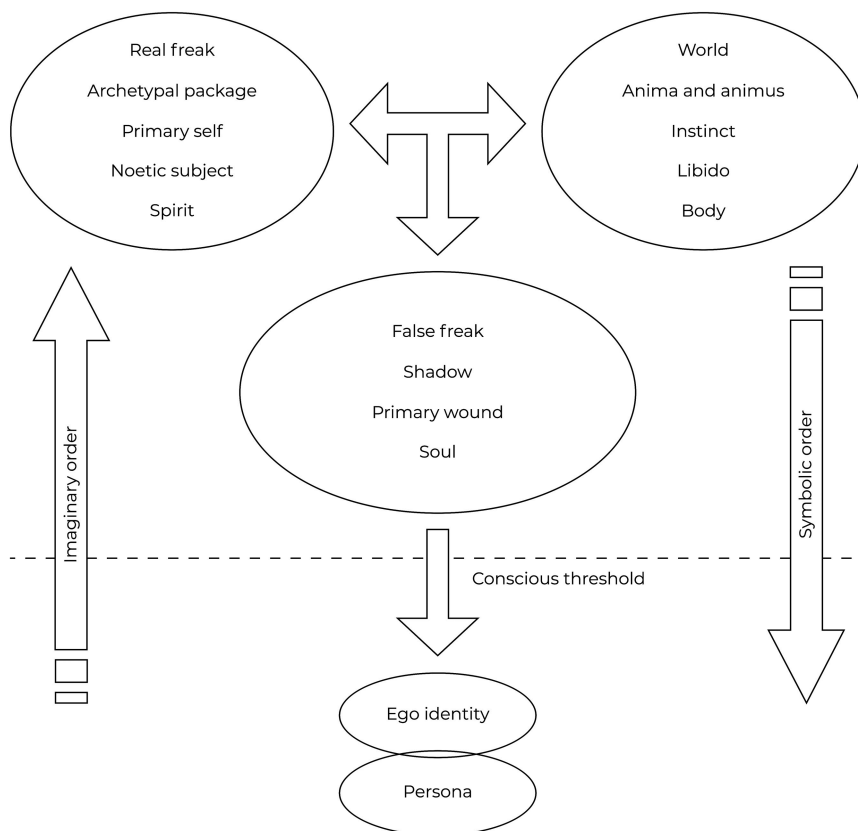 Real freak
Archetypal package
Primary self
Noetic subject
Spirit
World
Anima and animus
Instinct
Libido
Body
False freak
Shadow
Primary wound
Soul
Imaginary order
Symbolic order
Conscious threshold
Ego identity
Persona